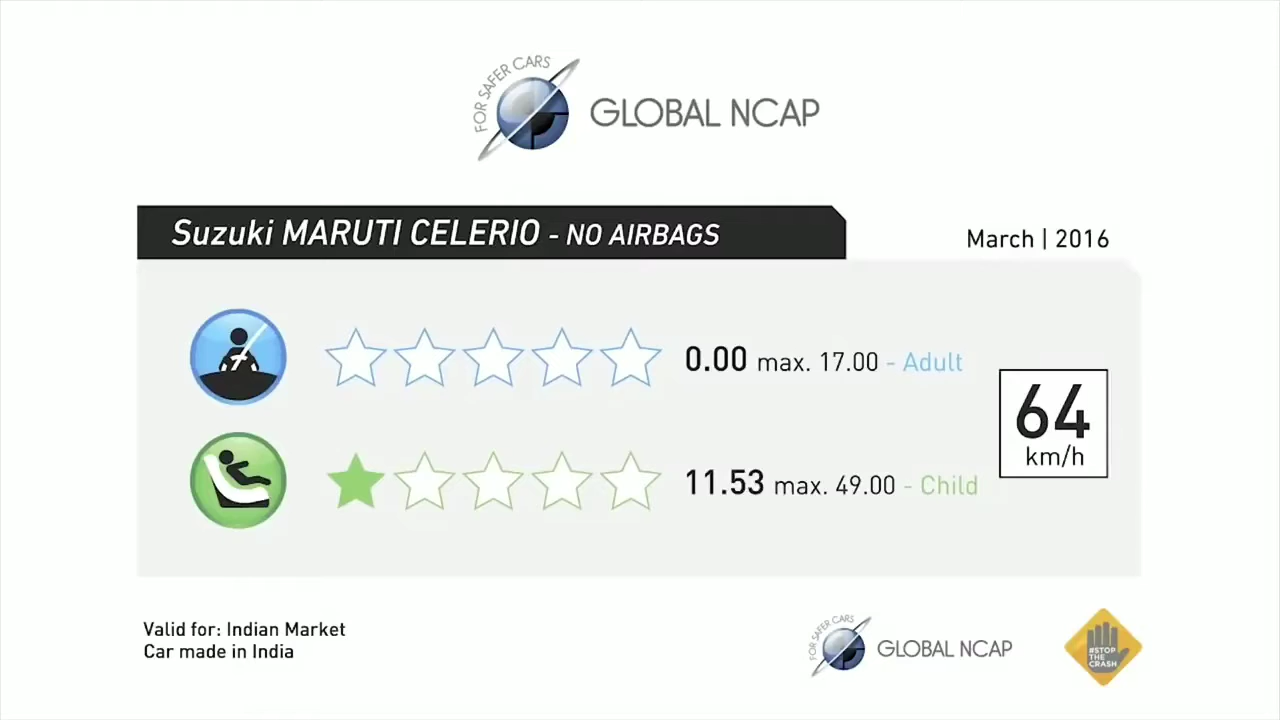 FOR SAFER CARS
GLOBAL NCAP
Suzuki MARUTI CELERIO - NO AIRBAGS
March | 2016
0.00 max. 17.00 - Adult
11.53 max. 49.00 - Child
64
km/h
Valid for: Indian Market
Car made in India
FOR SAFER CARS
GLOBAL NCAP
#STOP
THE
CRASH